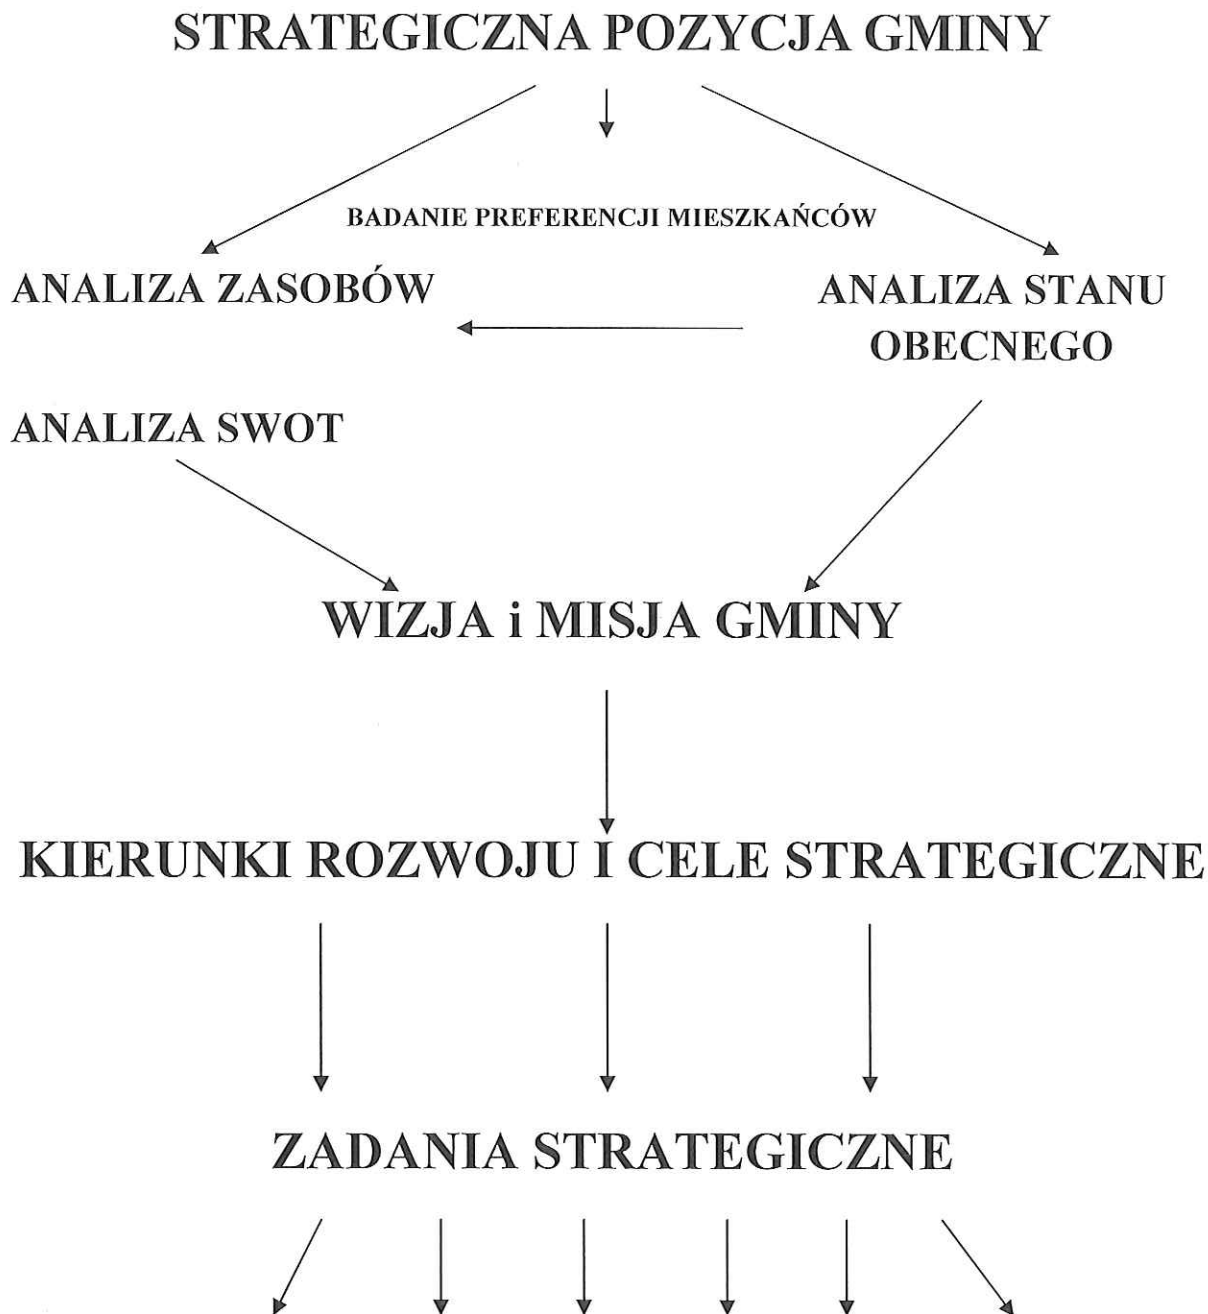 STRATEGICZNA POZYCJA GMINY
BADANIE PREFERENCJI MIESZKAŃCÓW
ANALIZA ZASOBÓW
ANALIZA STANU
OBECNEGO
ANALIZA SWOT
WIZJA i MISJA GMINY
KIERUNKI ROZWOJU I CELE STRATEGICZNE
ZADANIA STRATEGICZNE